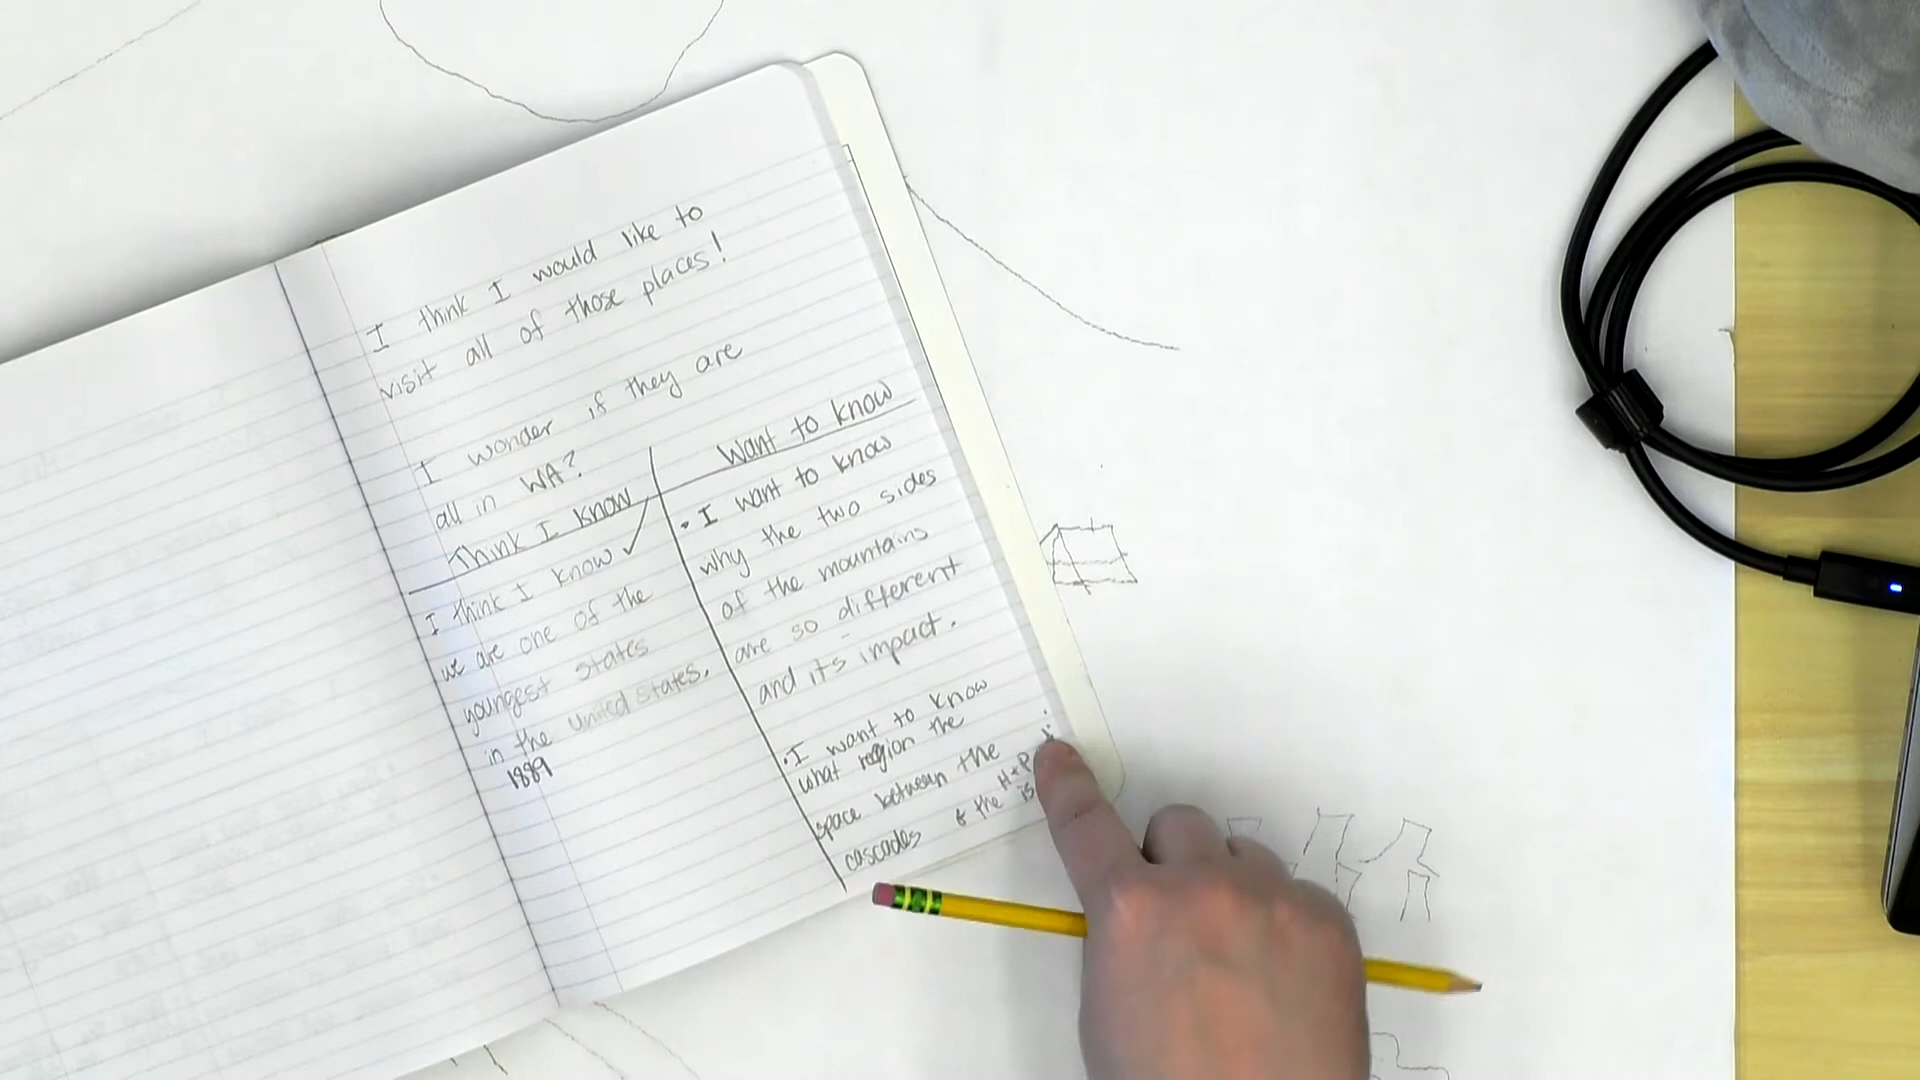 I think I would like to
visit all of those places!
I wonder if they are
all in WA?
Think I know
I think I know ✓
we are one of the
youngest states
in the united states.
1889
Want to know
• I want to know
why the two sides
of the mountains
are so different
and it's impact.
• I want to know
what region the
space between the
cascades & the H+P
is